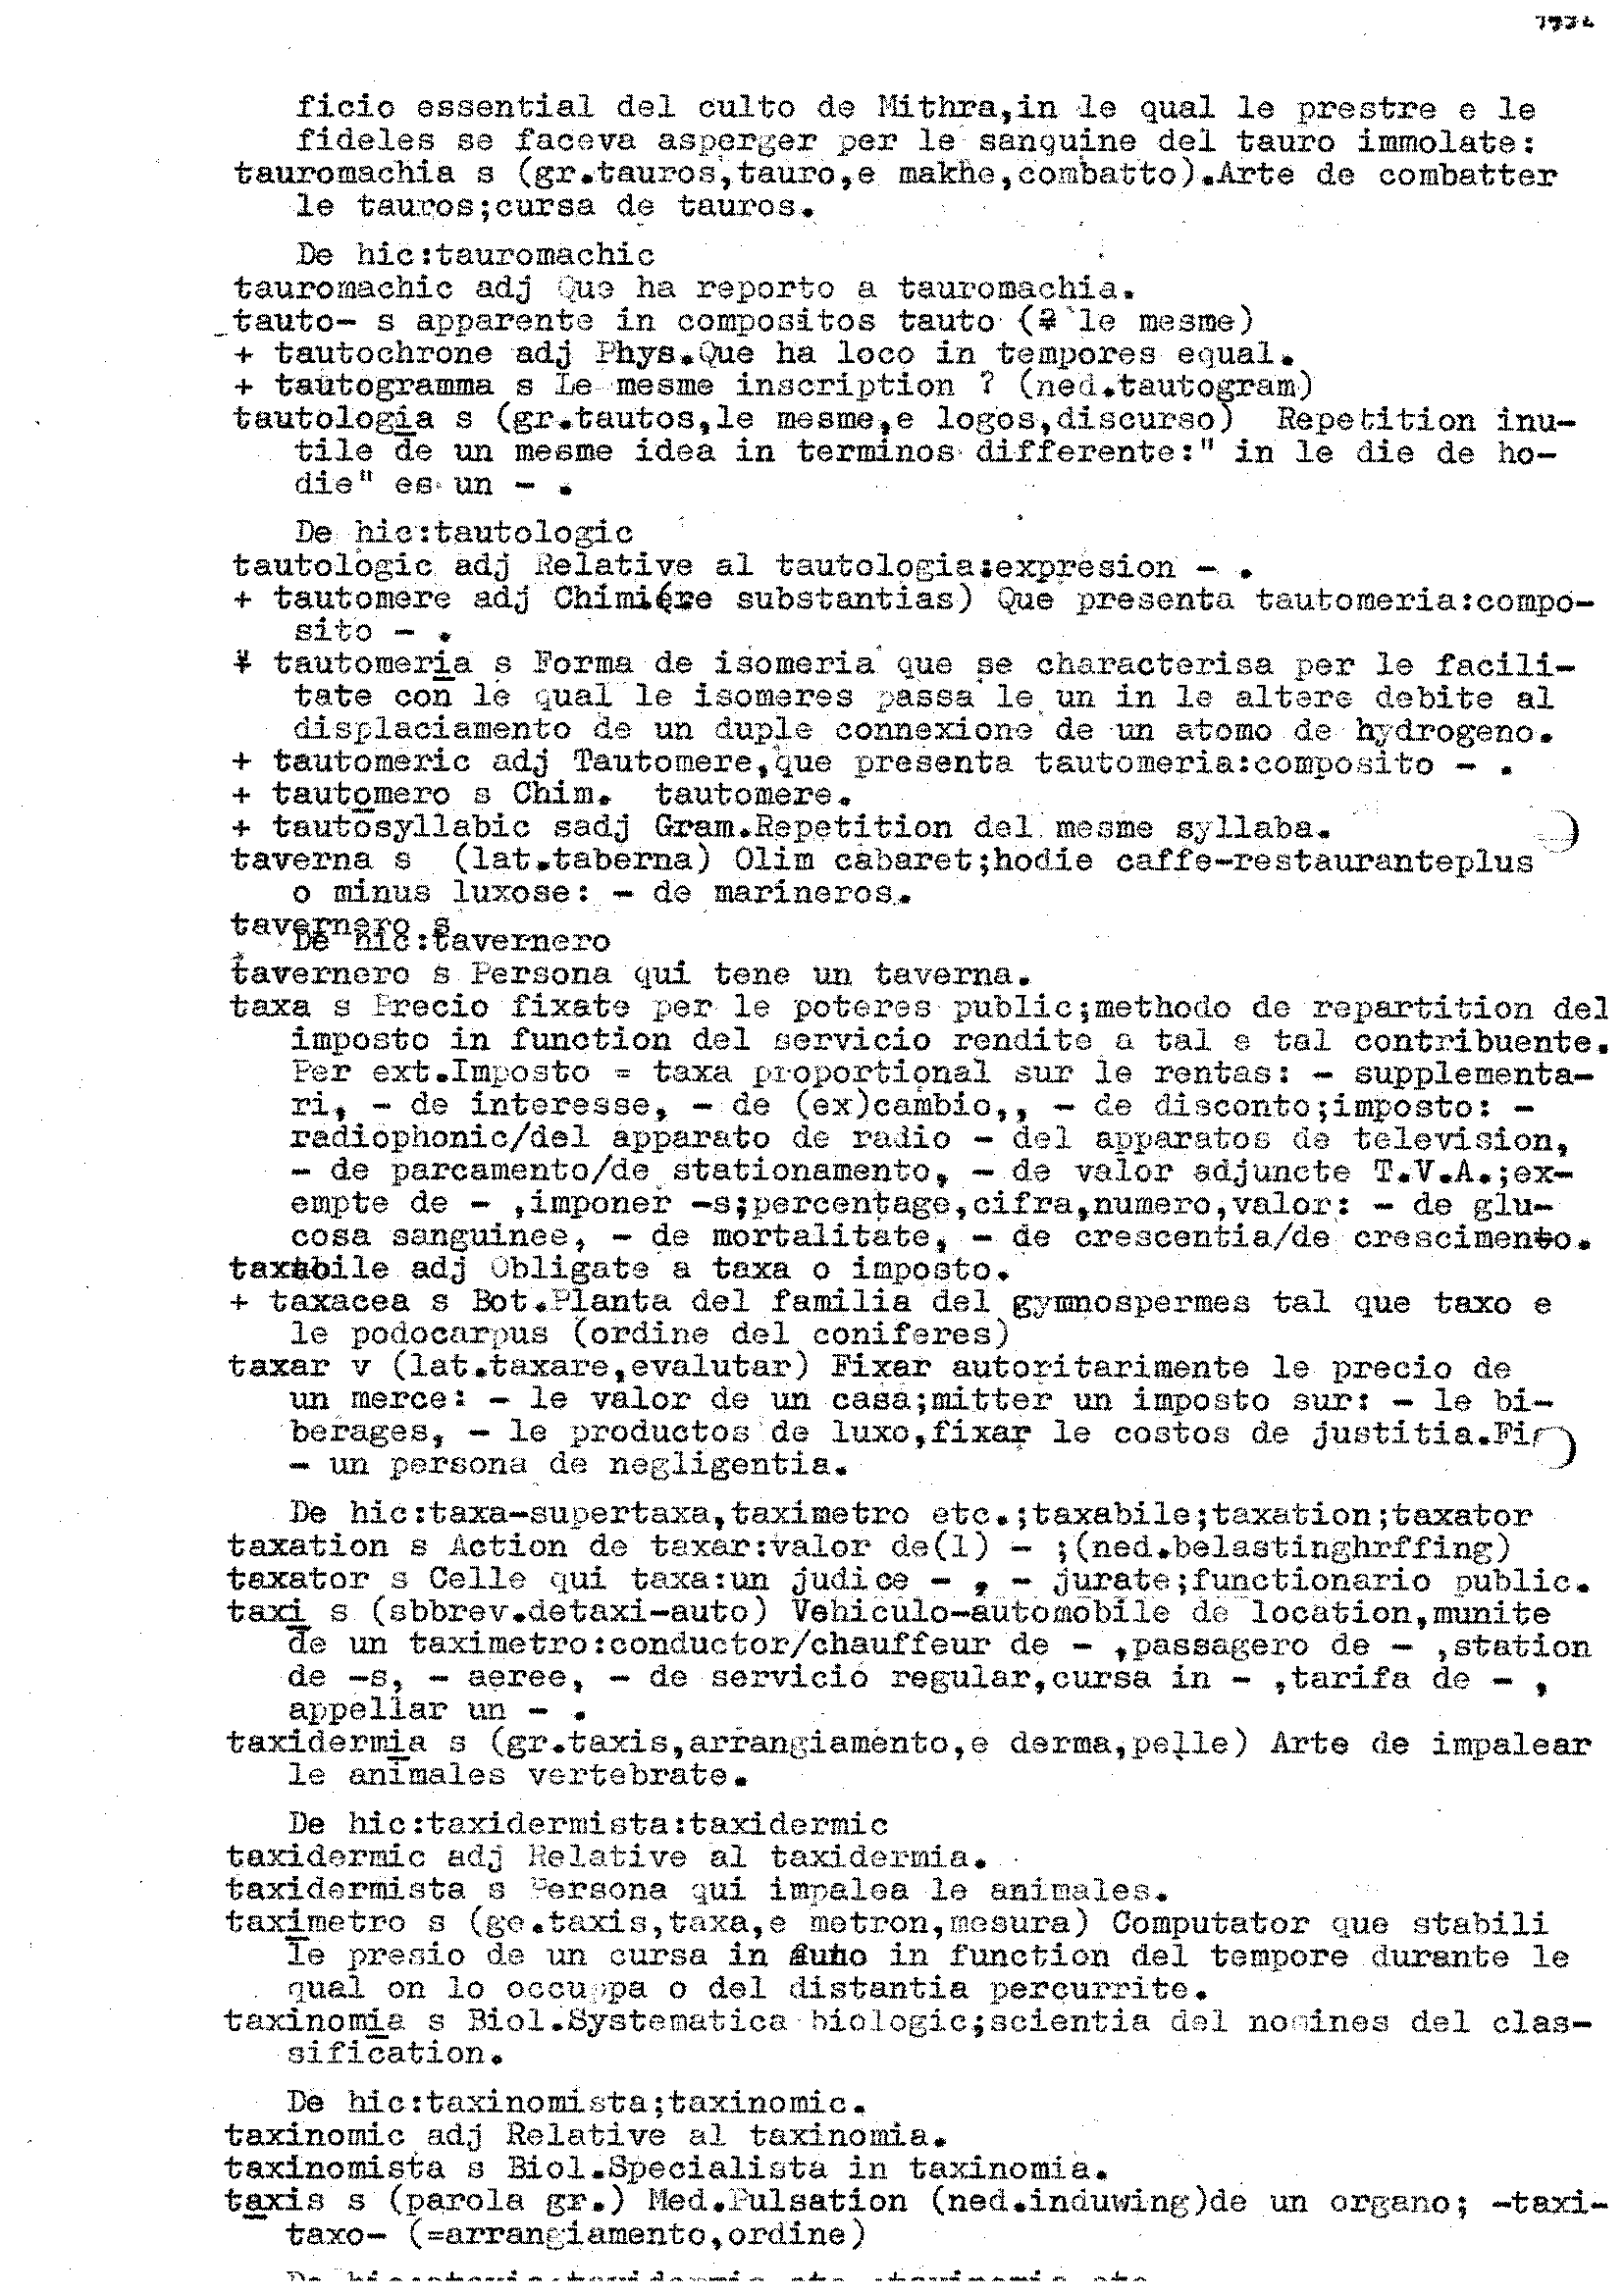 ficio essential del culto de Mithra,in le qual le prestre e le
fideles se faceva asperger per le sanguine del tauro immolate:
tauromachia s (gr.tauros,tauro,e makhe,combatto).Arte de combatter
le tauros;cursa de tauros.
De hic:tauromachic
tauromachic adj Que ha reporto a tauromachia.
tauto- s apparente in compositos tauto ( le mesme)
+ tautochrone adj Phys.Que ha loco in tempores equal.
+ tautogramma s Le mesme inscription ? (ned.tautogram)
tautologia s (gr.tautos,le mesme,e logos,discurso) Repetition inu-
tile de un mesme idea in terminos differente:" in le die de ho-
die" es un - .
De hic:tautologic
tautologic adj Relative al tautologia:expresion - .
+ tautomere adj substantias) Que presenta tautomeria:compo-
sito - .
+ tautomeria s Forma de isomeria que se characterisa per le facili-
tate con le qual le isomeres passa le un in le altere debite al
displaciamento de un duple connexione de un atomo de hydrogeno.
+ tautomeric adj Tautomere,que presenta tautomeria:composito - .
+ tautomero s Chim. tautomere.
+ tautosyllabic sadj Gram.Repetition del mesme syllaba.
taverna s (lat.taberna) Olim cabaret;hodie caffe-restauranteplus
o minus luxose: - de marineros.
tavernero s
De hic:tavernero
tavernero s Persona qui tene un taverna.
taxa s Precio fixate per le poteres public;methodo de repartition del
imposto in function del servicio rendite a tal e tal contribuente.
Per ext.Imposto = taxa proportional sur le rentas: - supplementa-
ri, - de interesse, - de (ex)cambio,, - de disconto;imposto: -
radiophonic/del apparato de radio - del apparatos de television,
- de parcamento/de stationamento, - de valor adjuncte T.V.A.;ex-
empte de - ,imponer -s;percentage,cifra,numero,valor: - de glu-
cosa sanguinee, - de mortalitate, - de crescentia/de crescimento.
taxabile adj Obligate a taxa o imposto.
+ taxacea s Bot.Planta del familia del gymnospermes tal que taxo e
le podocarpus (ordine del coniferes)
taxar v (lat.taxare,evalutar) Fixar autoritarimente le precio de
un merce: - le valor de un casa;mitter un imposto sur: - le bi-
berages, - le productos de luxo,fixar le costos de justitia.Fi
- un persona de negligentia.
De hic:taxa-supertaxa,taximetro etc.;taxabile;taxation;taxator
taxation s Action de taxar:valor de(l) - ;(ned.belastinghrffing)
taxator s Celle qui taxa:un judice - , - jurate;functionario public.
taxi s (sbbrev.detaxi-auto) Vehiculo-automobile de location,munite
de un taximetro:conductor/chauffeur de - ,passagero de - ,station
de -s, - aeree, - de servicio regular,cursa in - ,tarifa de - ,
appellar un - .
taxidermia s (gr.taxis,arrangiamento,e derma,pelle) Arte de impalear
le animales vertebrate.
De hic:taxidermista:taxidermic
taxidermic adj Relative al taxidermia.
taxidermista s Persona qui impalea le animales.
taximetro s (ge.taxis,taxa,e metron,mesura) Computator que stabili
le presio de un cursa in in function del tempore durante le
qual on lo occuppa o del distantia percurrite.
taxinomia s Biol.Systematica biologic;scientia del nomines del clas-
sification.
De hic:taxinomista;taxinomic.
taxinomic adj Relative al taxinomia.
taxinomista s Biol.Specialista in taxinomia.
taxis s (parola gr.) Med.Pulsation (ned.induwing)de un organo; -taxi-
taxo- (=arrangiamento,ordine)